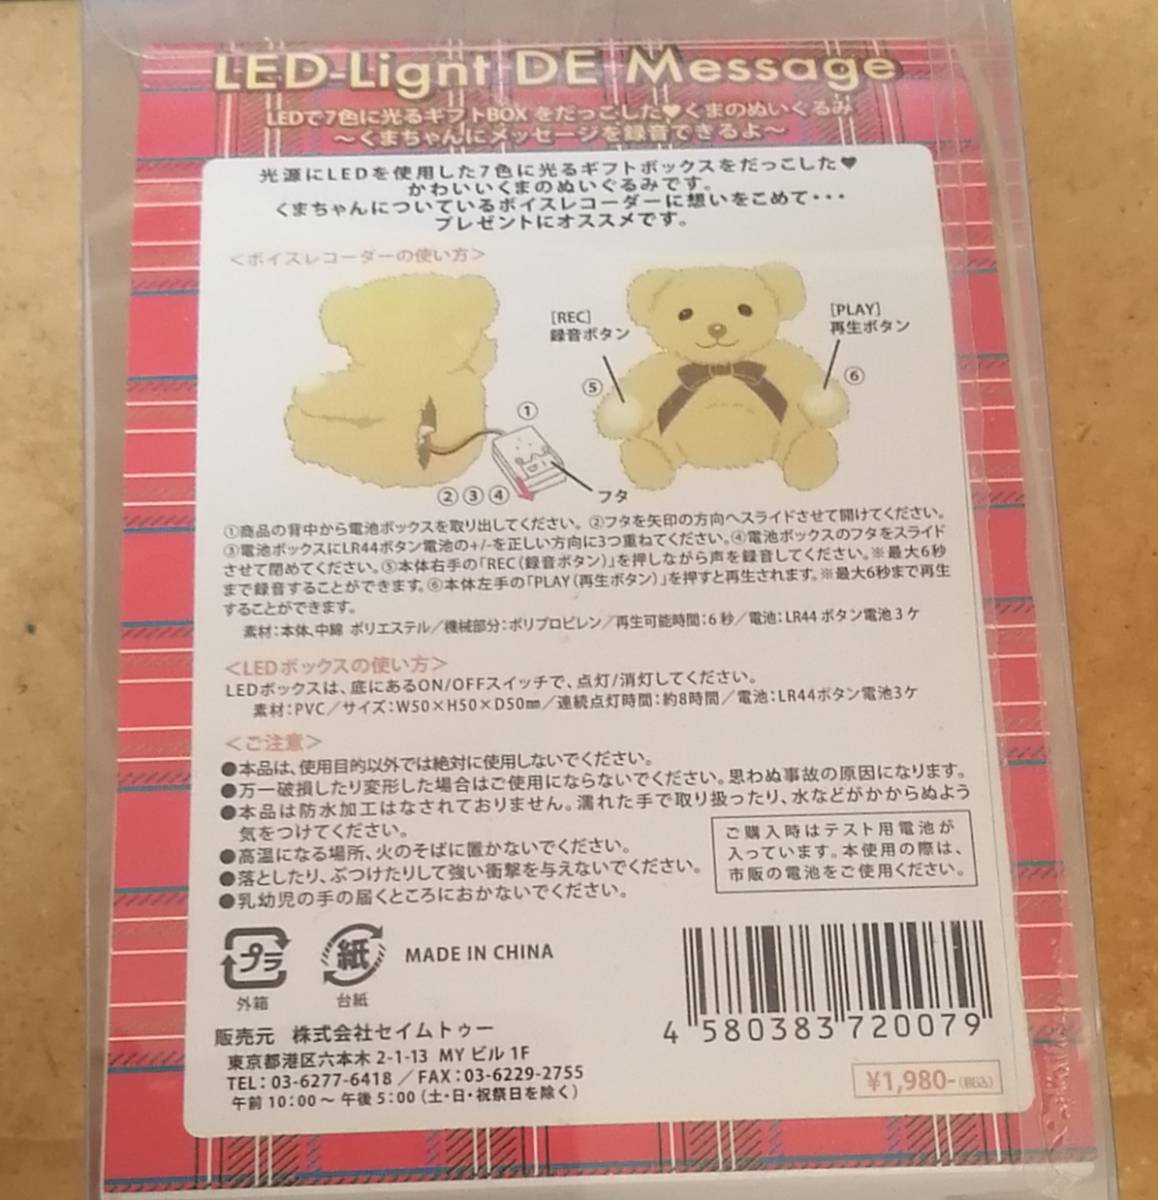 LED-Lignt DE Message
LEDで7色に光るギフトBOX をだっこした♥くまのぬいぐるみ
～くまちゃんにメッセージを録音できるよ～
光源にLEDを使用した7色に光るギフトボックスをだっこした♥
かわいいくまのぬいぐるみです。
くまちゃんについているボイスレコーダーに想いをこめて・・・
プレゼントにオススメです。
＜ボイスレコーダーの使い方＞
[REC]
録音ボタン
[PLAY]
再生ボタン
⑤
⑥
①
②③④
フタ
①商品の背中から電池ボックスを取り出してください。②フタを矢印の方向へスライドさせて開けてください。
③電池ボックスにLR44ボタン電池の+/-を正しい方向に3つ重ねてください。④電池ボックスのフタをスライド
させて閉めてください。⑤本体右手の「REC（録音ボタン）」を押しながら声を録音してください。※最大6秒
まで録音することができます。⑥本体左手の「PLAY（再生ボタン）」を押すと再生されます。※最大6秒まで再生
することができます。
素材：本体、中綿 ポリエステル／機械部分：ポリプロピレン／再生可能時間：6秒／電池：LR44 ボタン電池3ケ
＜LEDボックスの使い方＞
LEDボックスは、底にあるON/OFFスイッチで、点灯/消灯してください。
素材：PVC／サイズ：W50×H50×D50㎜／連続点灯時間：約8時間／電池：LR44ボタン電池3ケ
＜ご注意＞
●本品は、使用目的以外では絶対に使用しないでください。
●万一破損したり変形した場合はご使用にならないでください。思わぬ事故の原因になります。
●本品は防水加工はなされておりません。濡れた手で取り扱ったり、水などがかからぬよう
気をつけてください。
●高温になる場所、火のそばに置かないでください。
●落としたり、ぶつけたりして強い衝撃を与えないでください。
●乳幼児の手の届くところにおかないでください。
ご購入時はテスト用電池が
入っています。本使用の際は、
市販の電池をご使用ください。
プラ
外箱
紙
台紙
MADE IN CHINA
4 580383 720079
販売元 株式会社セイムトゥー
東京都港区六本木 2-1-13 MY ビル 1F
TEL：03-6277-6418 ／ FAX：03-6229-2755
午前 10:00 ～ 午後 5:00（土・日・祝祭日を除く）
¥1,980-(税込)